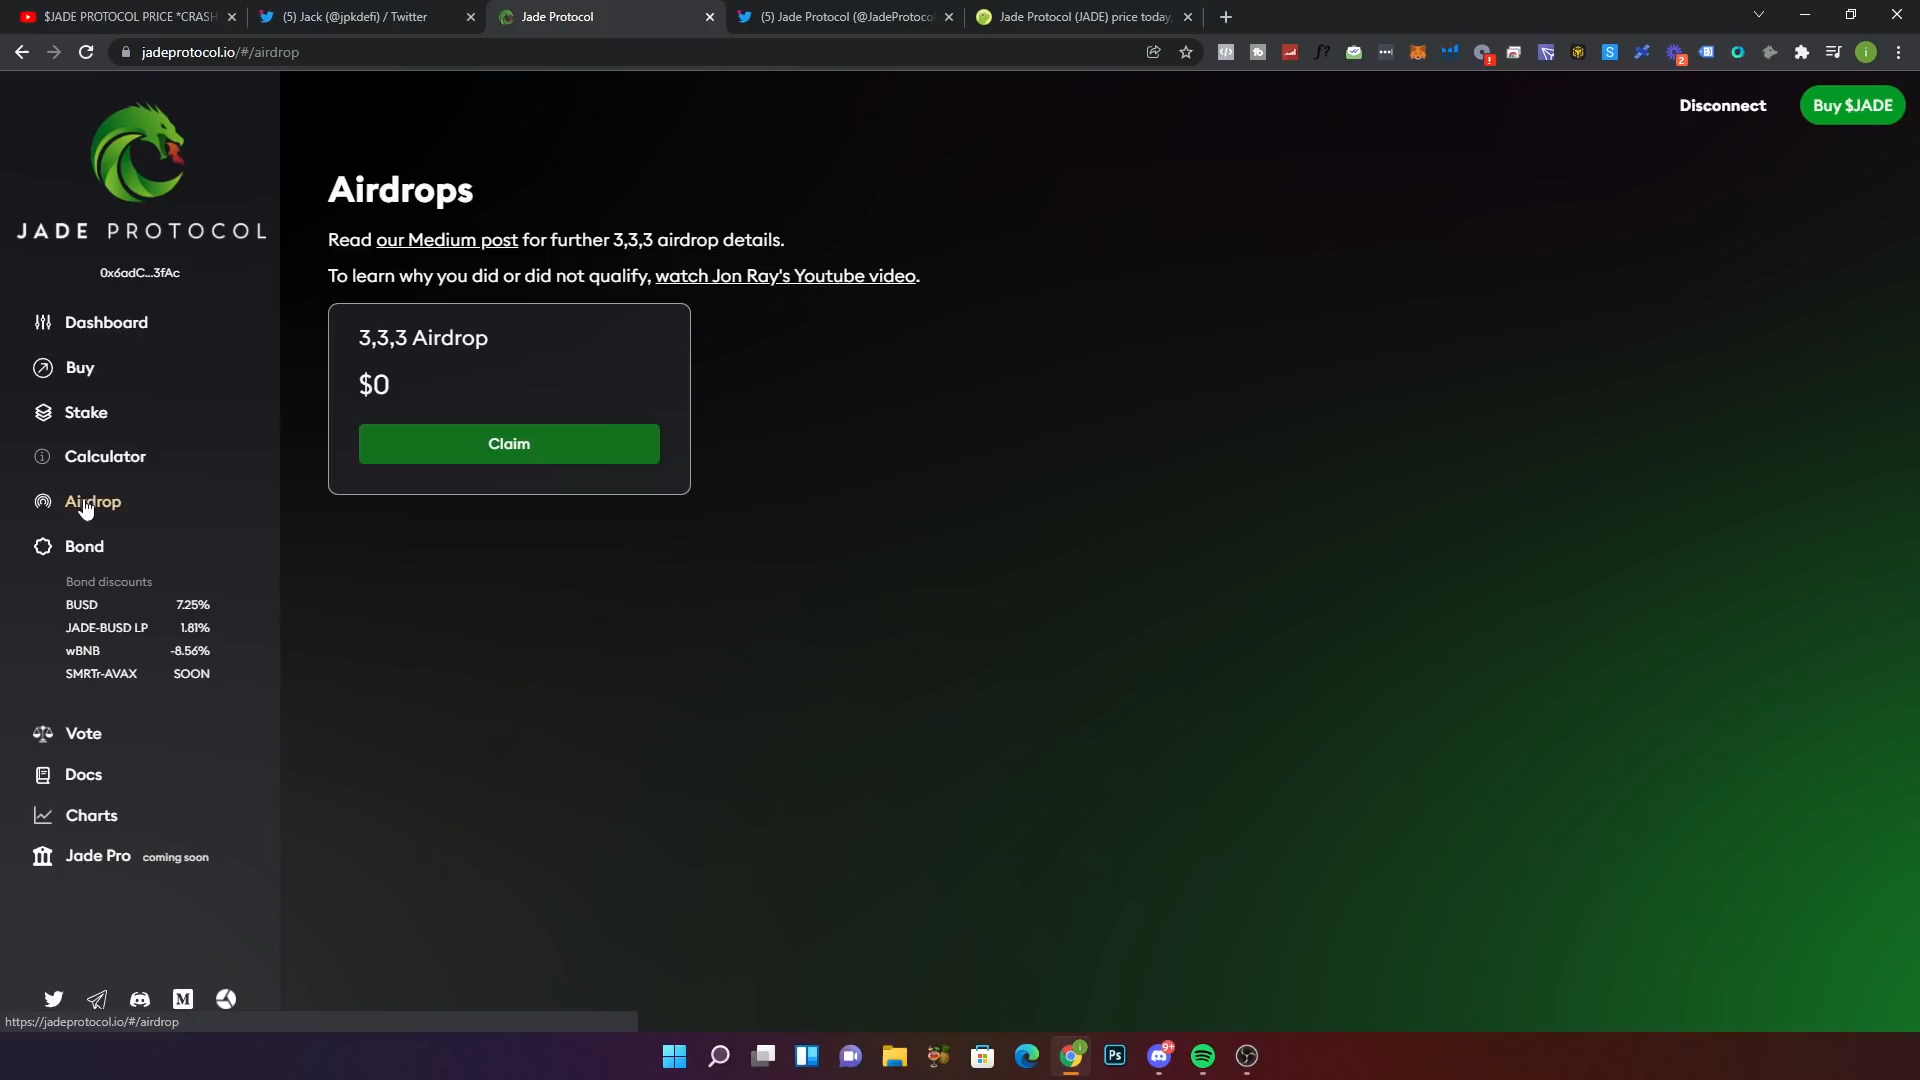 $JADE PROTOCOL PRICE *CRASH
(5) Jack (@jpkdefi) / Twitter
Jade Protocol
(5) Jade Protocol (@JadeProtocol
Jade Protocol (JADE) price today,
jadeprotocol.io/#/airdrop
Disconnect
Buy $JADE
JADE PROTOCOL
0x6adC...3fAc
Dashboard
Buy
Stake
Calculator
Airdrop
Bond
Bond discounts
BUSD 7.25%
JADE-BUSD LP 1.81%
wBNB -8.56%
SMRTr-AVAX SOON
Vote
Docs
Charts
Jade Pro coming soon
Airdrops
Read our Medium post for further 3,3,3 airdrop details.
To learn why you did or did not qualify, watch Jon Ray's Youtube video.
3,3,3 Airdrop
$0
Claim
https://jadeprotocol.io/#/airdrop
Ps
9+